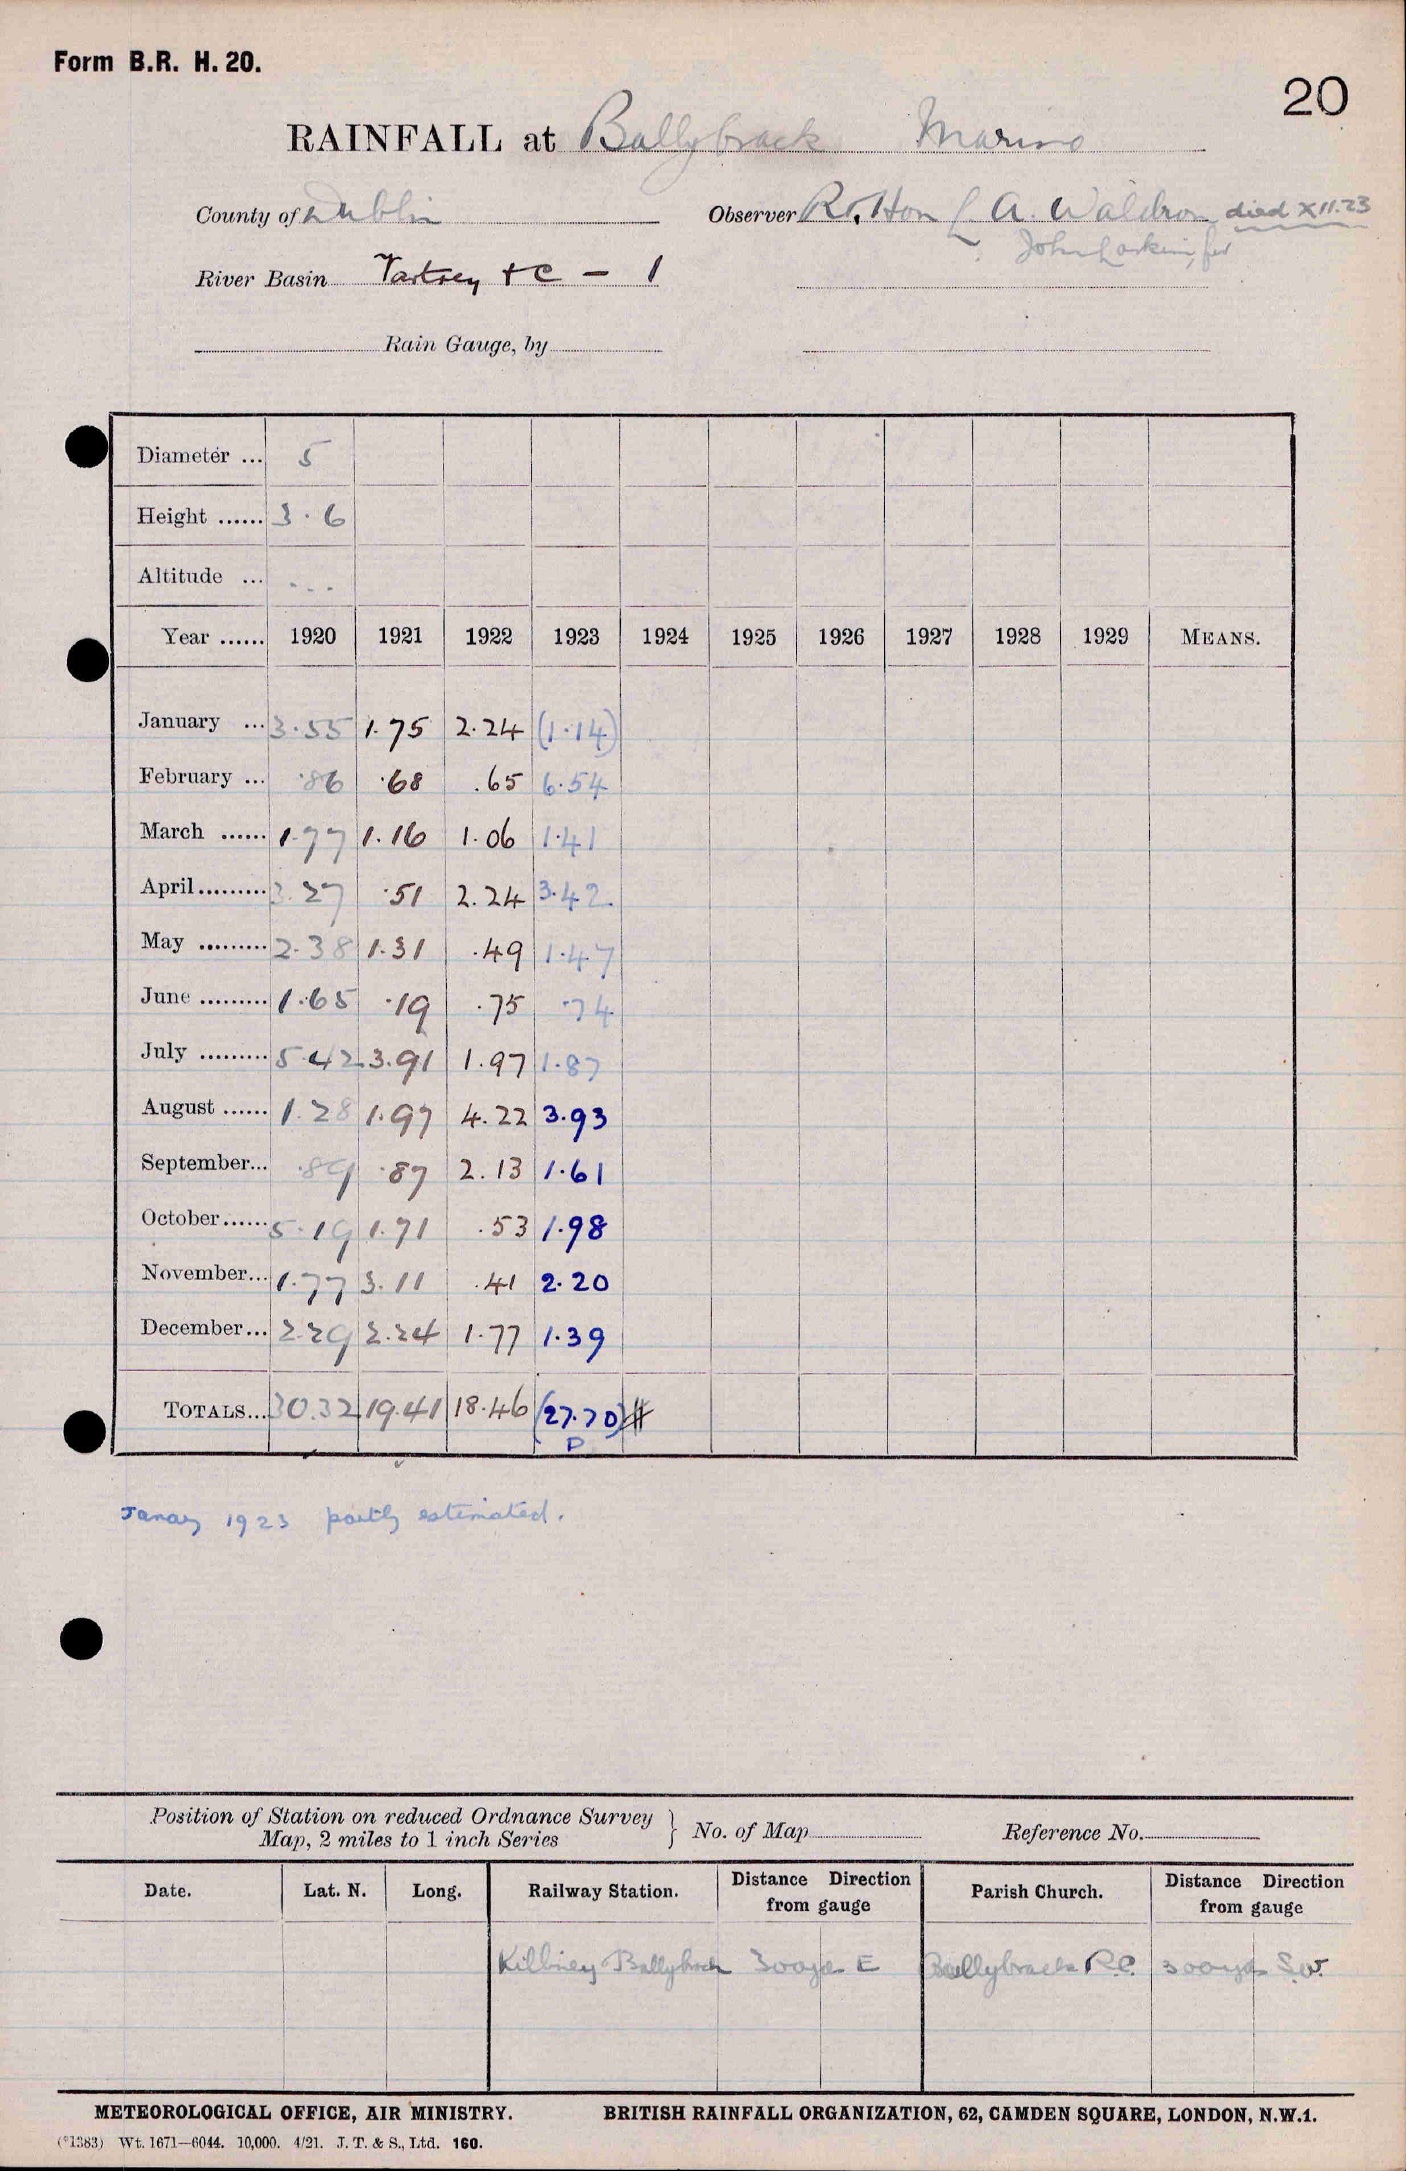 Form B.R. H. 20.
20
RAINFALL at Ballybrack Marino
County of Dublin Observer Rt. Hon L. A. Waldron died XII.23
John Larkin, for
River Basin Vartrey + C — 1
Rain Gauge, by
Diameter ... 5
Height ...... 3.6
Altitude ... ...
Year ...... 1920 1921 1922 1923 1924 1925 1926 1927 1928 1929 MEANS.
January ... 3.55 1.75 2.24 (1.14)
February ... .86 .68 .65 6.54
March ...... 1.77 1.16 1.06 1.41
April......... 3.27 .51 2.24 3.42
May ......... 2.38 1.31 .49 1.47
June ......... 1.65 .19 .75 .74
July ......... 5.42 3.91 1.97 1.87
August ...... 1.28 1.97 4.22 3.93
September... .89 .87 2.13 1.61
October...... 5.19 1.71 .53 1.98
November... 1.77 3.11 .41 2.20
December... 2.29 2.24 1.77 1.39
TOTALS... 30.32 19.41 18.46 (27.70) #
P
Janay 1923 partly estimated.
Position of Station on reduced Ordnance Survey
Map, 2 miles to 1 inch Series } No. of Map Reference No.
Date. Lat. N. Long. Railway Station. Distance Direction from gauge Parish Church. Distance Direction from gauge
Killiney Ballybrack 300yds E Ballybrack R.C. 300yds S.W.
METEOROLOGICAL OFFICE, AIR MINISTRY. BRITISH RAINFALL ORGANIZATION, 62, CAMDEN SQUARE, LONDON, N.W.1.
(*1383) Wt. 1671—6044. 10,000. 4/21. J. T. & S., Ltd. 160.